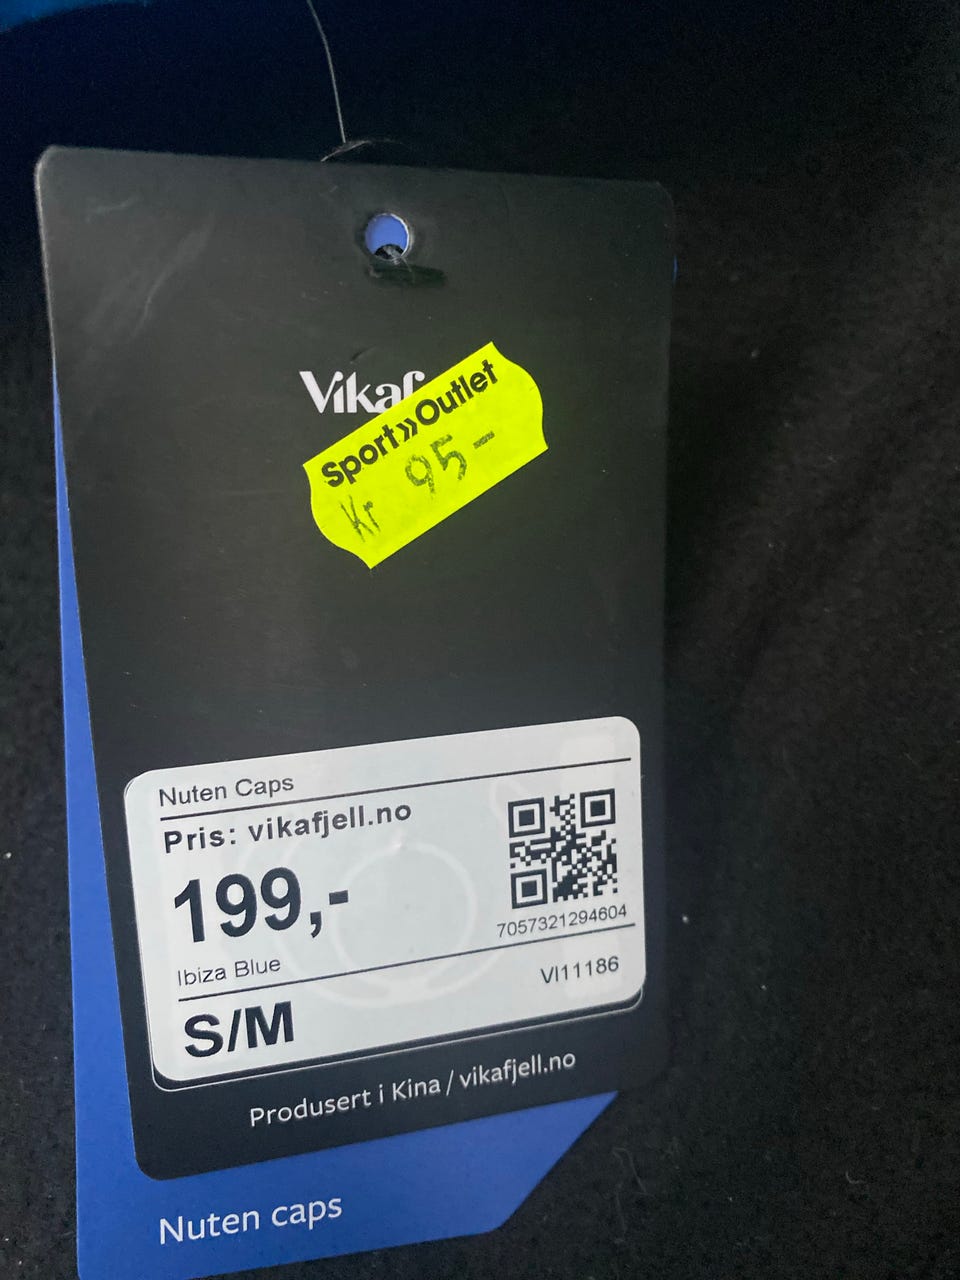 Vikaf
Sport»Outlet
Kr 95-
Nuten Caps
Pris: vikafjell.no
199,-
7057321294604
Ibiza Blue
VI11186
S/M
Produsert i Kina / vikafjell.no
Nuten caps